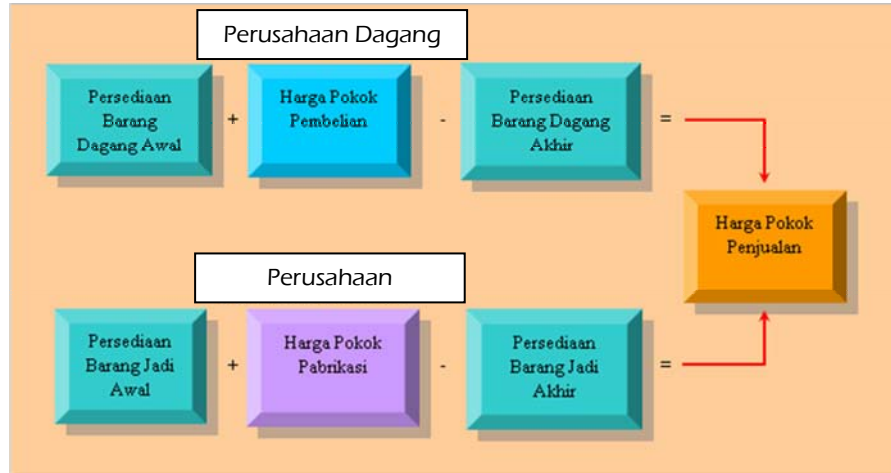 Perusahaan Dagang
Persediaan
Barang
Dagang Awal
+
Harga Pokok
Pembelian
-
Persediaan
Barang Dagang
Akhir
=
Harga Pokok
Penjualan
Perusahaan
Persediaan
Barang Jadi
Awal
+
Harga Pokok
Pabrikasi
-
Persediaan
Barang Jadi
Akhir
=